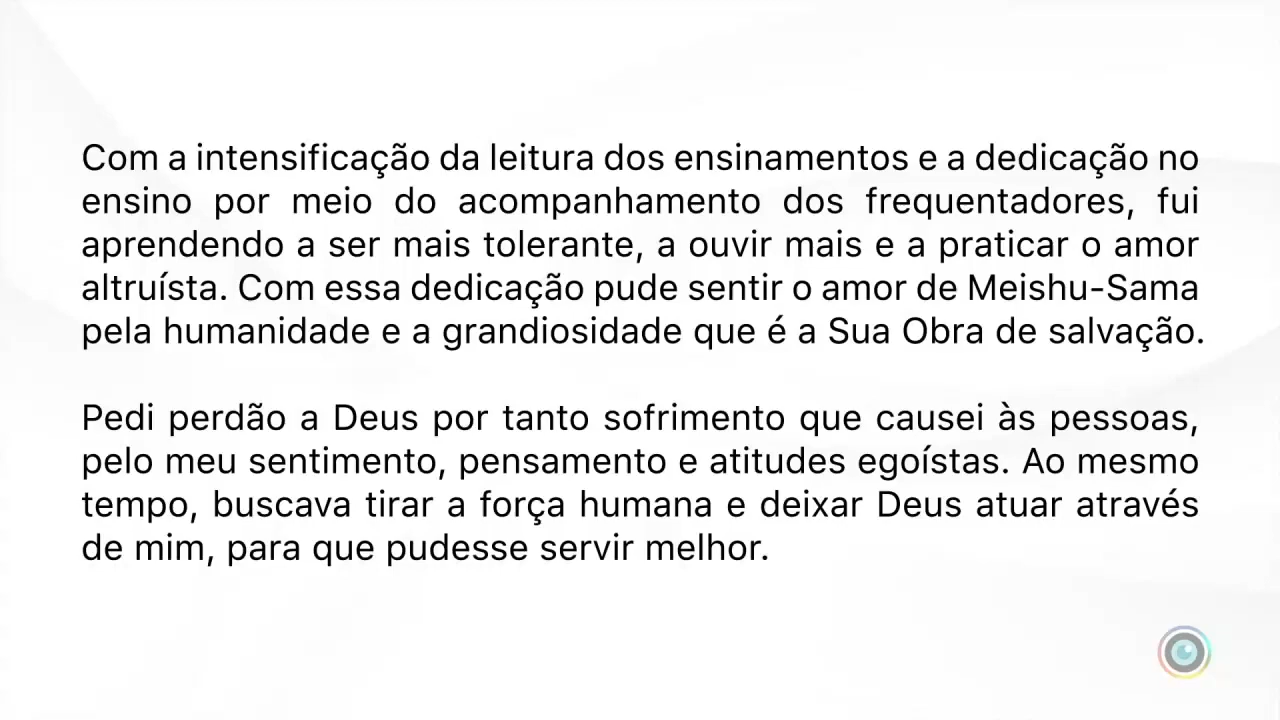 Com a intensificação da leitura dos ensinamentos e a dedicação no
ensino por meio do acompanhamento dos frequentadores, fui
aprendendo a ser mais tolerante, a ouvir mais e a praticar o amor
altruísta. Com essa dedicação pude sentir o amor de Meishu-Sama
pela humanidade e a grandiosidade que é a Sua Obra de salvação.
Pedi perdão a Deus por tanto sofrimento que causei às pessoas,
pelo meu sentimento, pensamento e atitudes egoístas. Ao mesmo
tempo, buscava tirar a força humana e deixar Deus atuar através
de mim, para que pudesse servir melhor.